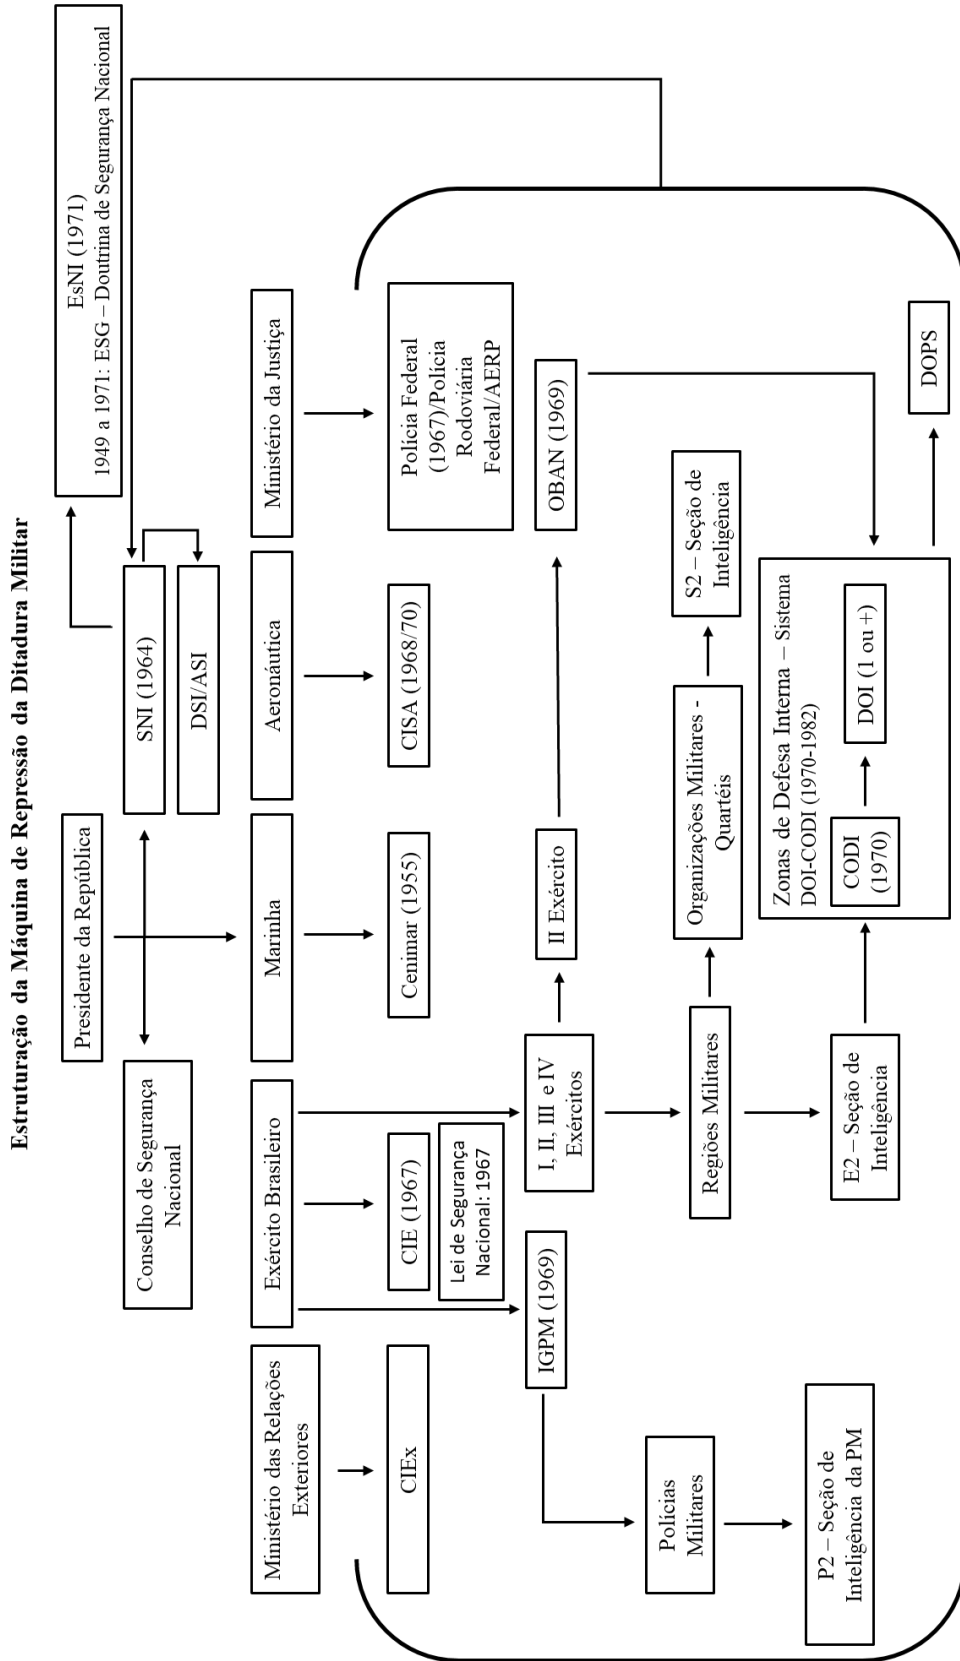 Estruturação da Máquina de Repressão da Ditadura Militar
EsNI (1971)
1949 a 1971: ESG – Doutrina de Segurança Nacional
Presidente da República
Conselho de Segurança
Nacional
SNI (1964)
DSI/ASI
Ministério das Relações
Exteriores
Exército Brasileiro
Marinha
Aeronáutica
Ministério da Justiça
CIEx
CIE (1967)
Lei de Segurança
Nacional: 1967
Cenimar (1955)
CISA (1968/70)
Polícia Federal
(1967)/Polícia
Rodoviária
Federal/AERP
IGPM (1969)
I, II, III e IV
Exércitos
II Exército
OBAN (1969)
Polícias
Militares
Regiões Militares
Organizações Militares -
Quartéis
S2 – Seção de
Inteligência
P2 – Seção de
Inteligência da PM
E2 – Seção de
Inteligência
Zonas de Defesa Interna – Sistema
DOI-CODI (1970-1982)
CODI
(1970)
DOI (1 ou +)
DOPS